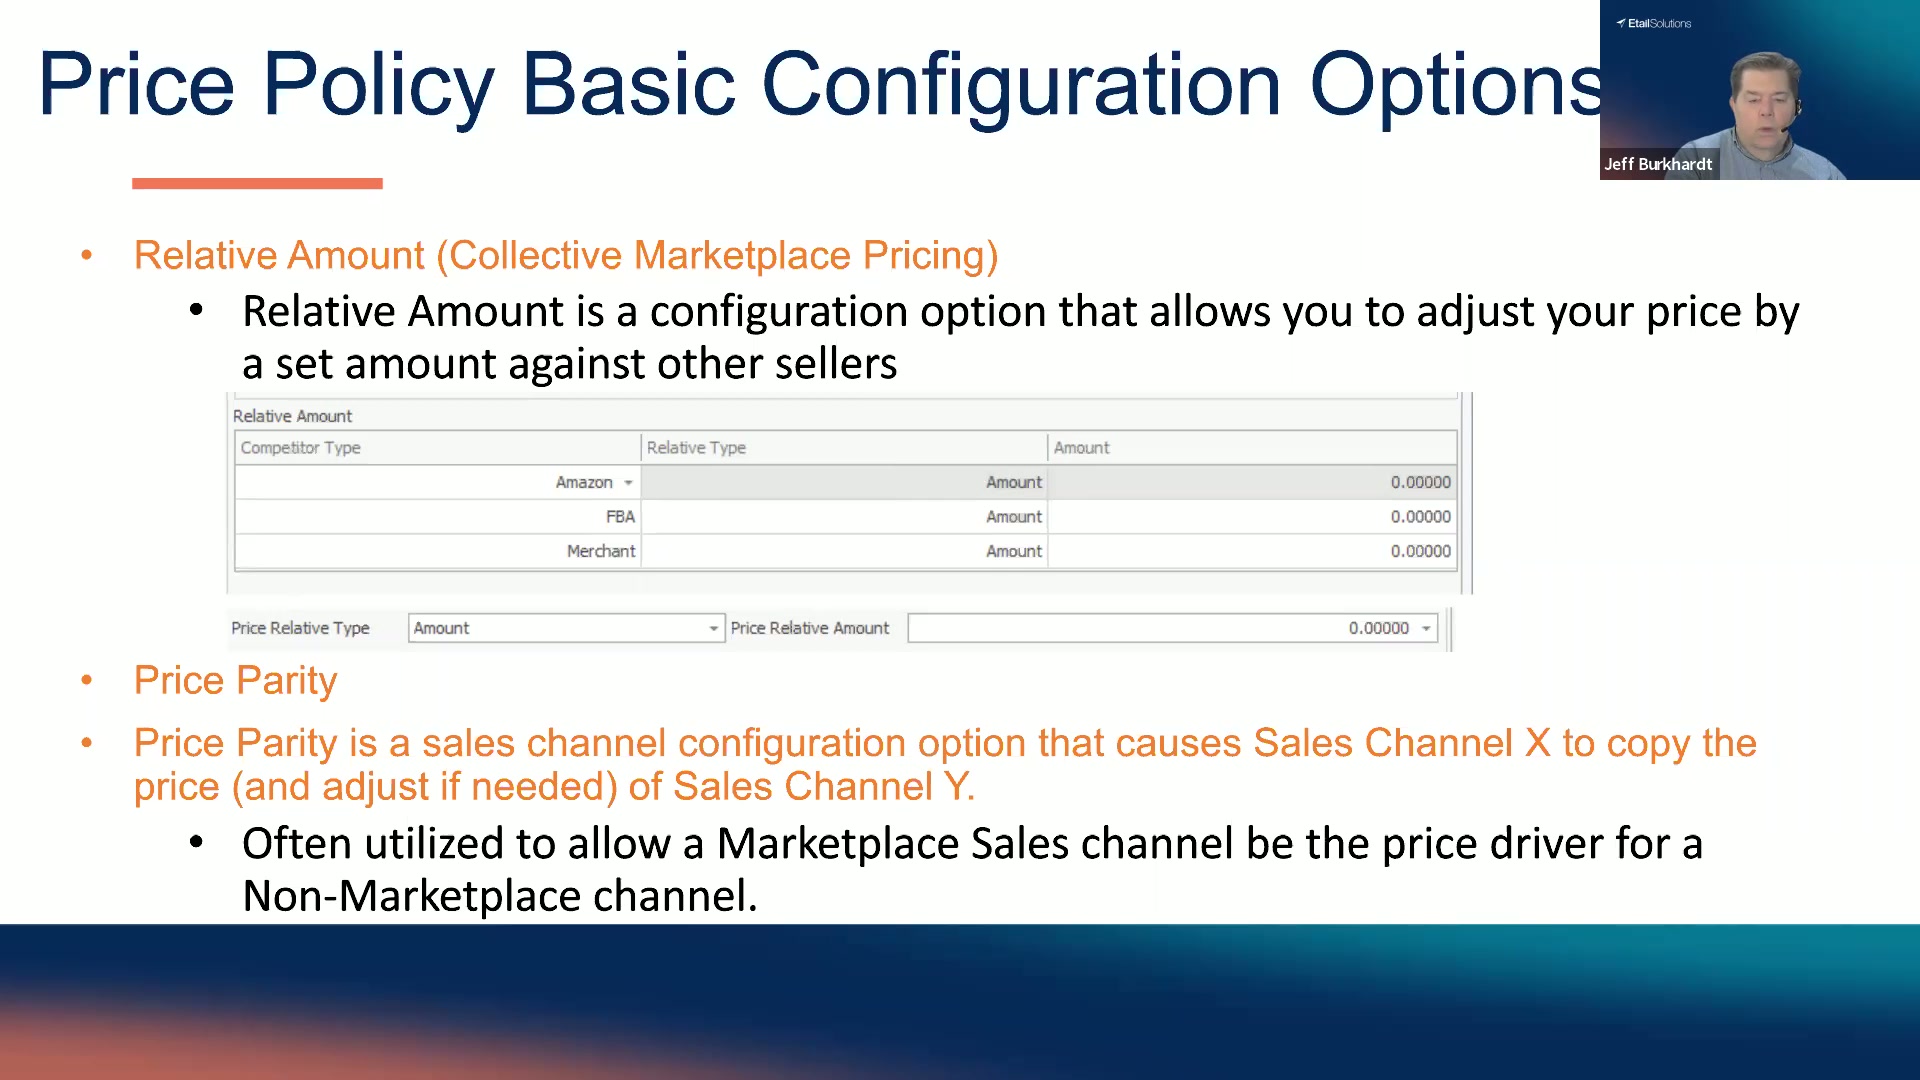 Price Policy Basic Configuration Options
EtailSolutions
Jeff Burkhardt
• Relative Amount (Collective Marketplace Pricing)
• Relative Amount is a configuration option that allows you to adjust your price by
a set amount against other sellers
Relative Amount
Competitor Type Relative Type Amount
Amazon Amount 0.00000
FBA Amount 0.00000
Merchant Amount 0.00000
Price Relative Type Amount Price Relative Amount 0.00000
• Price Parity
• Price Parity is a sales channel configuration option that causes Sales Channel X to copy the
price (and adjust if needed) of Sales Channel Y.
• Often utilized to allow a Marketplace Sales channel be the price driver for a
Non-Marketplace channel.